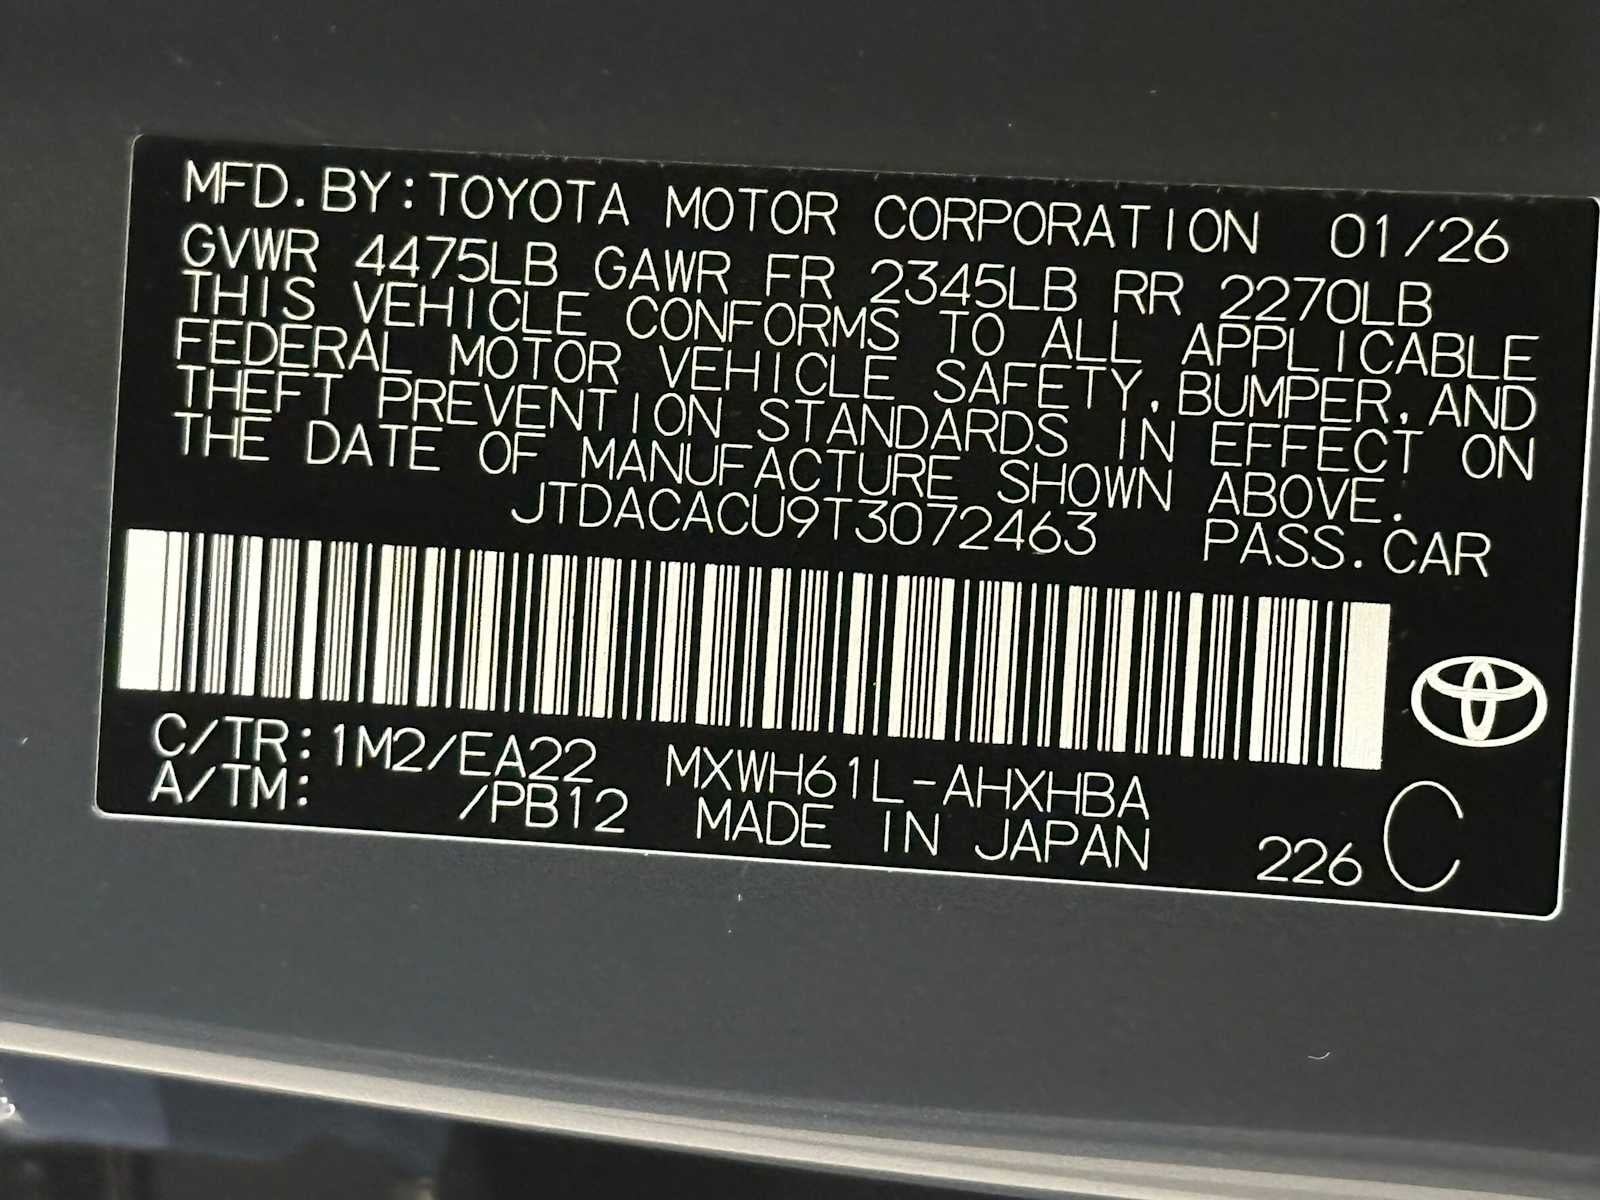 MFD.BY:TOYOTA MOTOR CORPORATION 01/26
GVWR 4475LB GAWR FR 2345LB RR 2270LB
THIS VEHICLE CONFORMS TO ALL APPLICABLE
FEDERAL MOTOR VEHICLE SAFETY,BUMPER,AND
THEFT PREVENTION STANDARDS IN EFFECT ON
THE DATE OF MANUFACTURE SHOWN ABOVE.
JTDACACU9T3072463 PASS.CAR
C/TR:1M2/EA22 MXWH61L-AHXHBA
A/TM: /PB12 MADE IN JAPAN 226 C